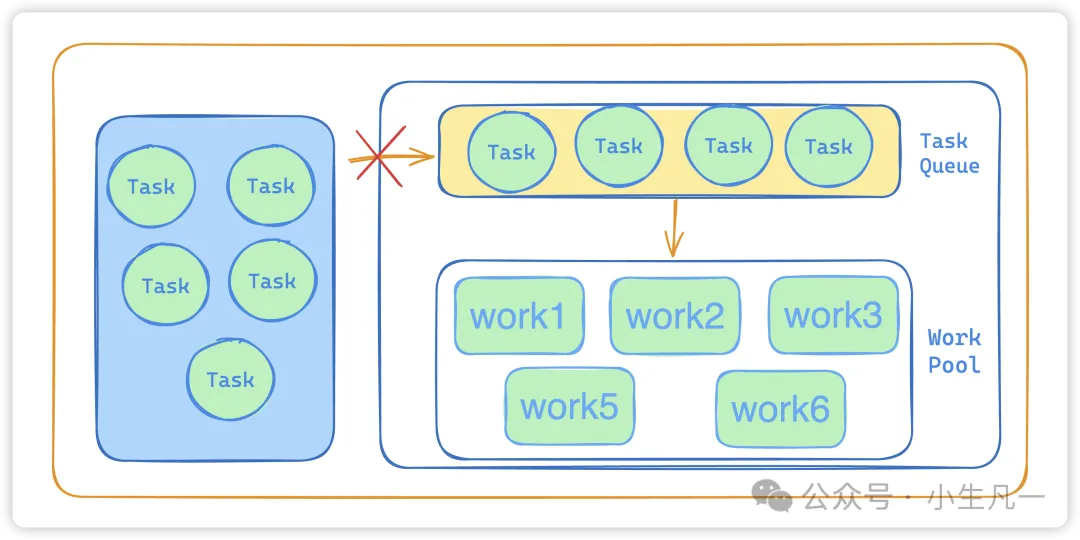 Task
Task
Task
Task
Task
Task
Task
Task
Task
Task
Queue
work1
work2
work3
work5
work6
Work
Pool
公众号 · 小生凡一